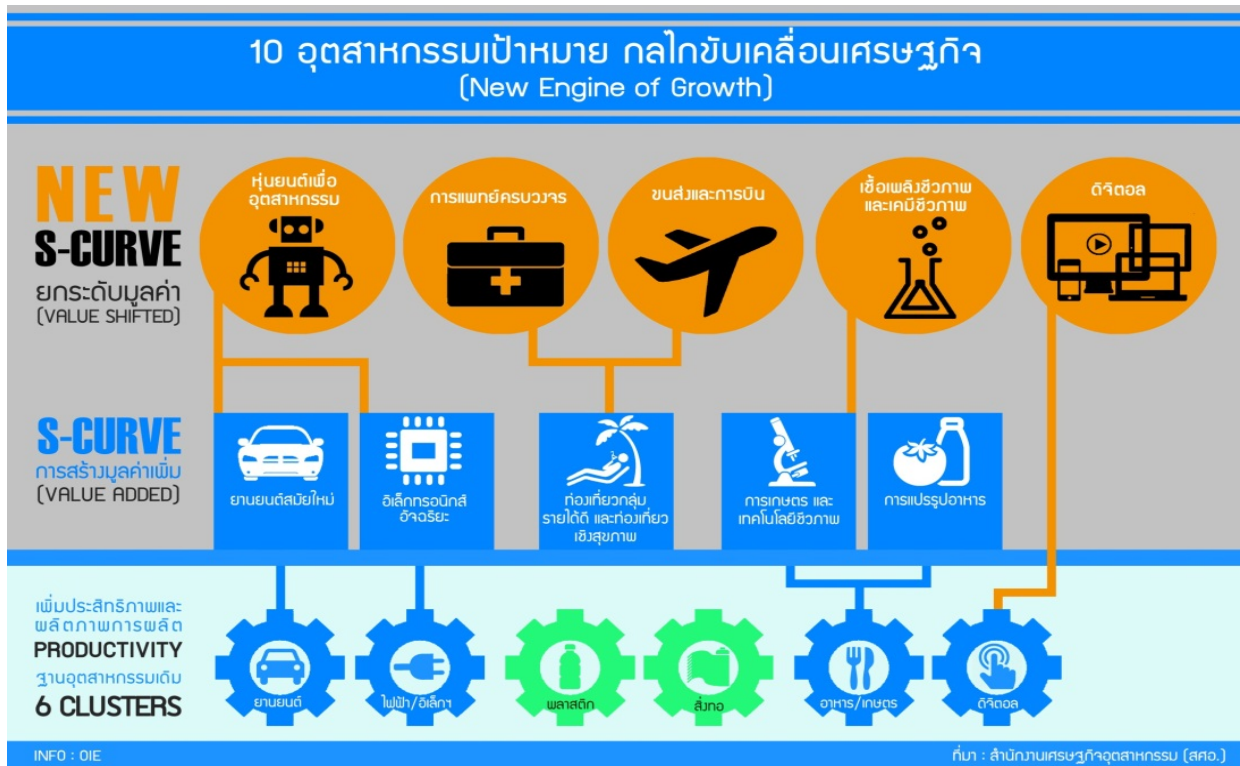 10 อุตสาหกรรมเป้าหมาย กลไกขับเคลื่อนเศรษฐกิจ
(New Engine of Growth)
NEW
S-CURVE
ยกระดับมูลค่า
(VALUE SHIFTED)
หุ่นยนต์เพื่อ
อุตสาหกรรม
การแพทย์ครบวงจร
ขนส่งและการบิน
เชื้อเพลิงชีวภาพ
และเคมีชีวภาพ
ดิจิตอล
S-CURVE
การสร้างมูลค่าเพิ่ม
(VALUE ADDED)
ยานยนต์สมัยใหม่
อิเล็กทรอนิกส์
อัจฉริยะ
ท่องเที่ยวกลุ่ม
รายได้ดี และท่องเที่ยว
เชิงสุขภาพ
การเกษตร และ
เทคโนโลยีชีวภาพ
การแปรรูปอาหาร
เพิ่มประสิทธิภาพและ
ผลิตภาพการผลิต
PRODUCTIVITY
ฐานอุตสาหกรรมเดิม
6 CLUSTERS
ยานยนต์
ไฟฟ้า/อิเล็กฯ
พลาสติก
สิ่งทอ
อาหาร/เกษตร
ดิจิตอล
INFO : OIE
ที่มา : สำนักงานเศรษฐกิจอุตสาหกรรม (สศอ.)